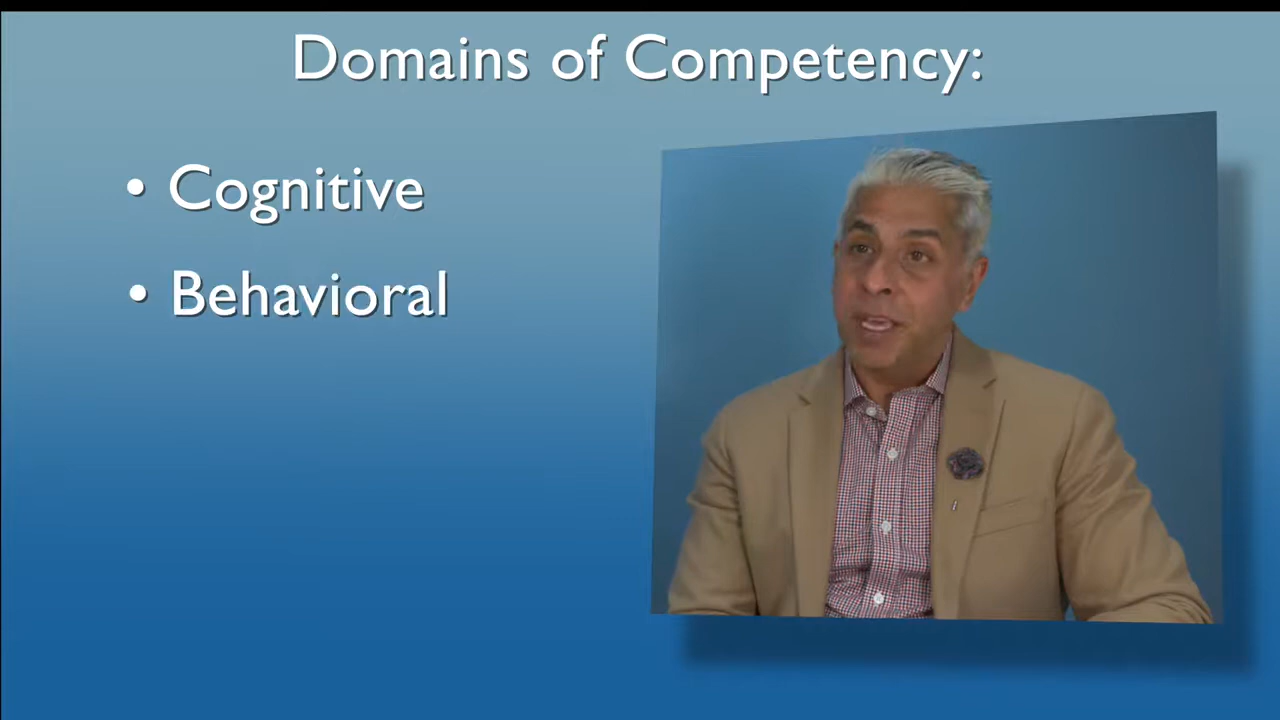 Domains of Competency:
• Cognitive
• Behavioral